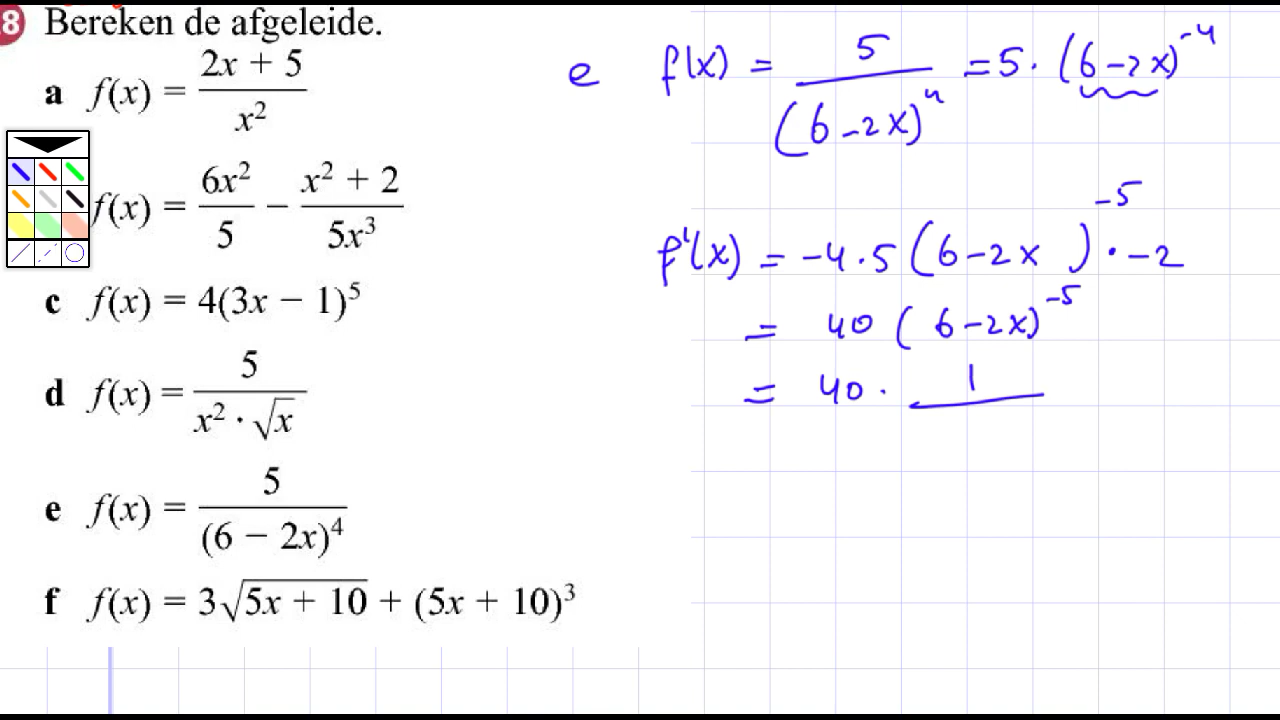 8 Bereken de afgeleide.
a f(x) = (2x + 5)/x²
f(x) = 6x²/5 − (x² + 2)/(5x³)
c f(x) = 4(3x − 1)⁵
d f(x) = 5/(x² · √x)
e f(x) = 5/(6 − 2x)⁴
f f(x) = 3√(5x + 10) + (5x + 10)³
e f(x) = 5/(6−2x)⁴ = 5·(6−2x)⁻⁴
f'(x) = −4·5(6−2x)⁻⁵·−2
= 40(6−2x)⁻⁵
= 40· 1/